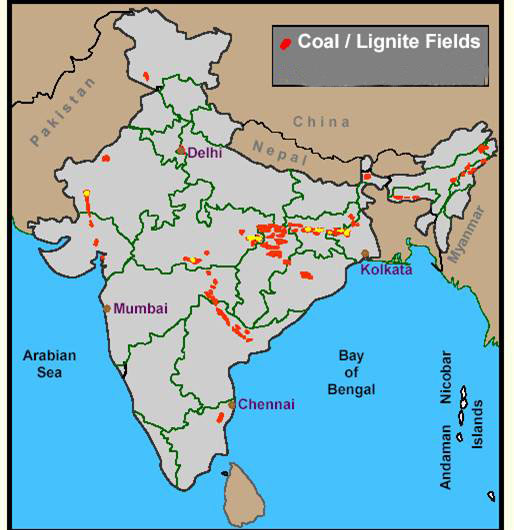 Coal / Lignite Fields
Pakistan
China
Nepal
Delhi
Myanmar
Kolkata
Mumbai
Arabian
Sea
Bay
of
Bengal
Chennai
Andaman Nicobar
Islands